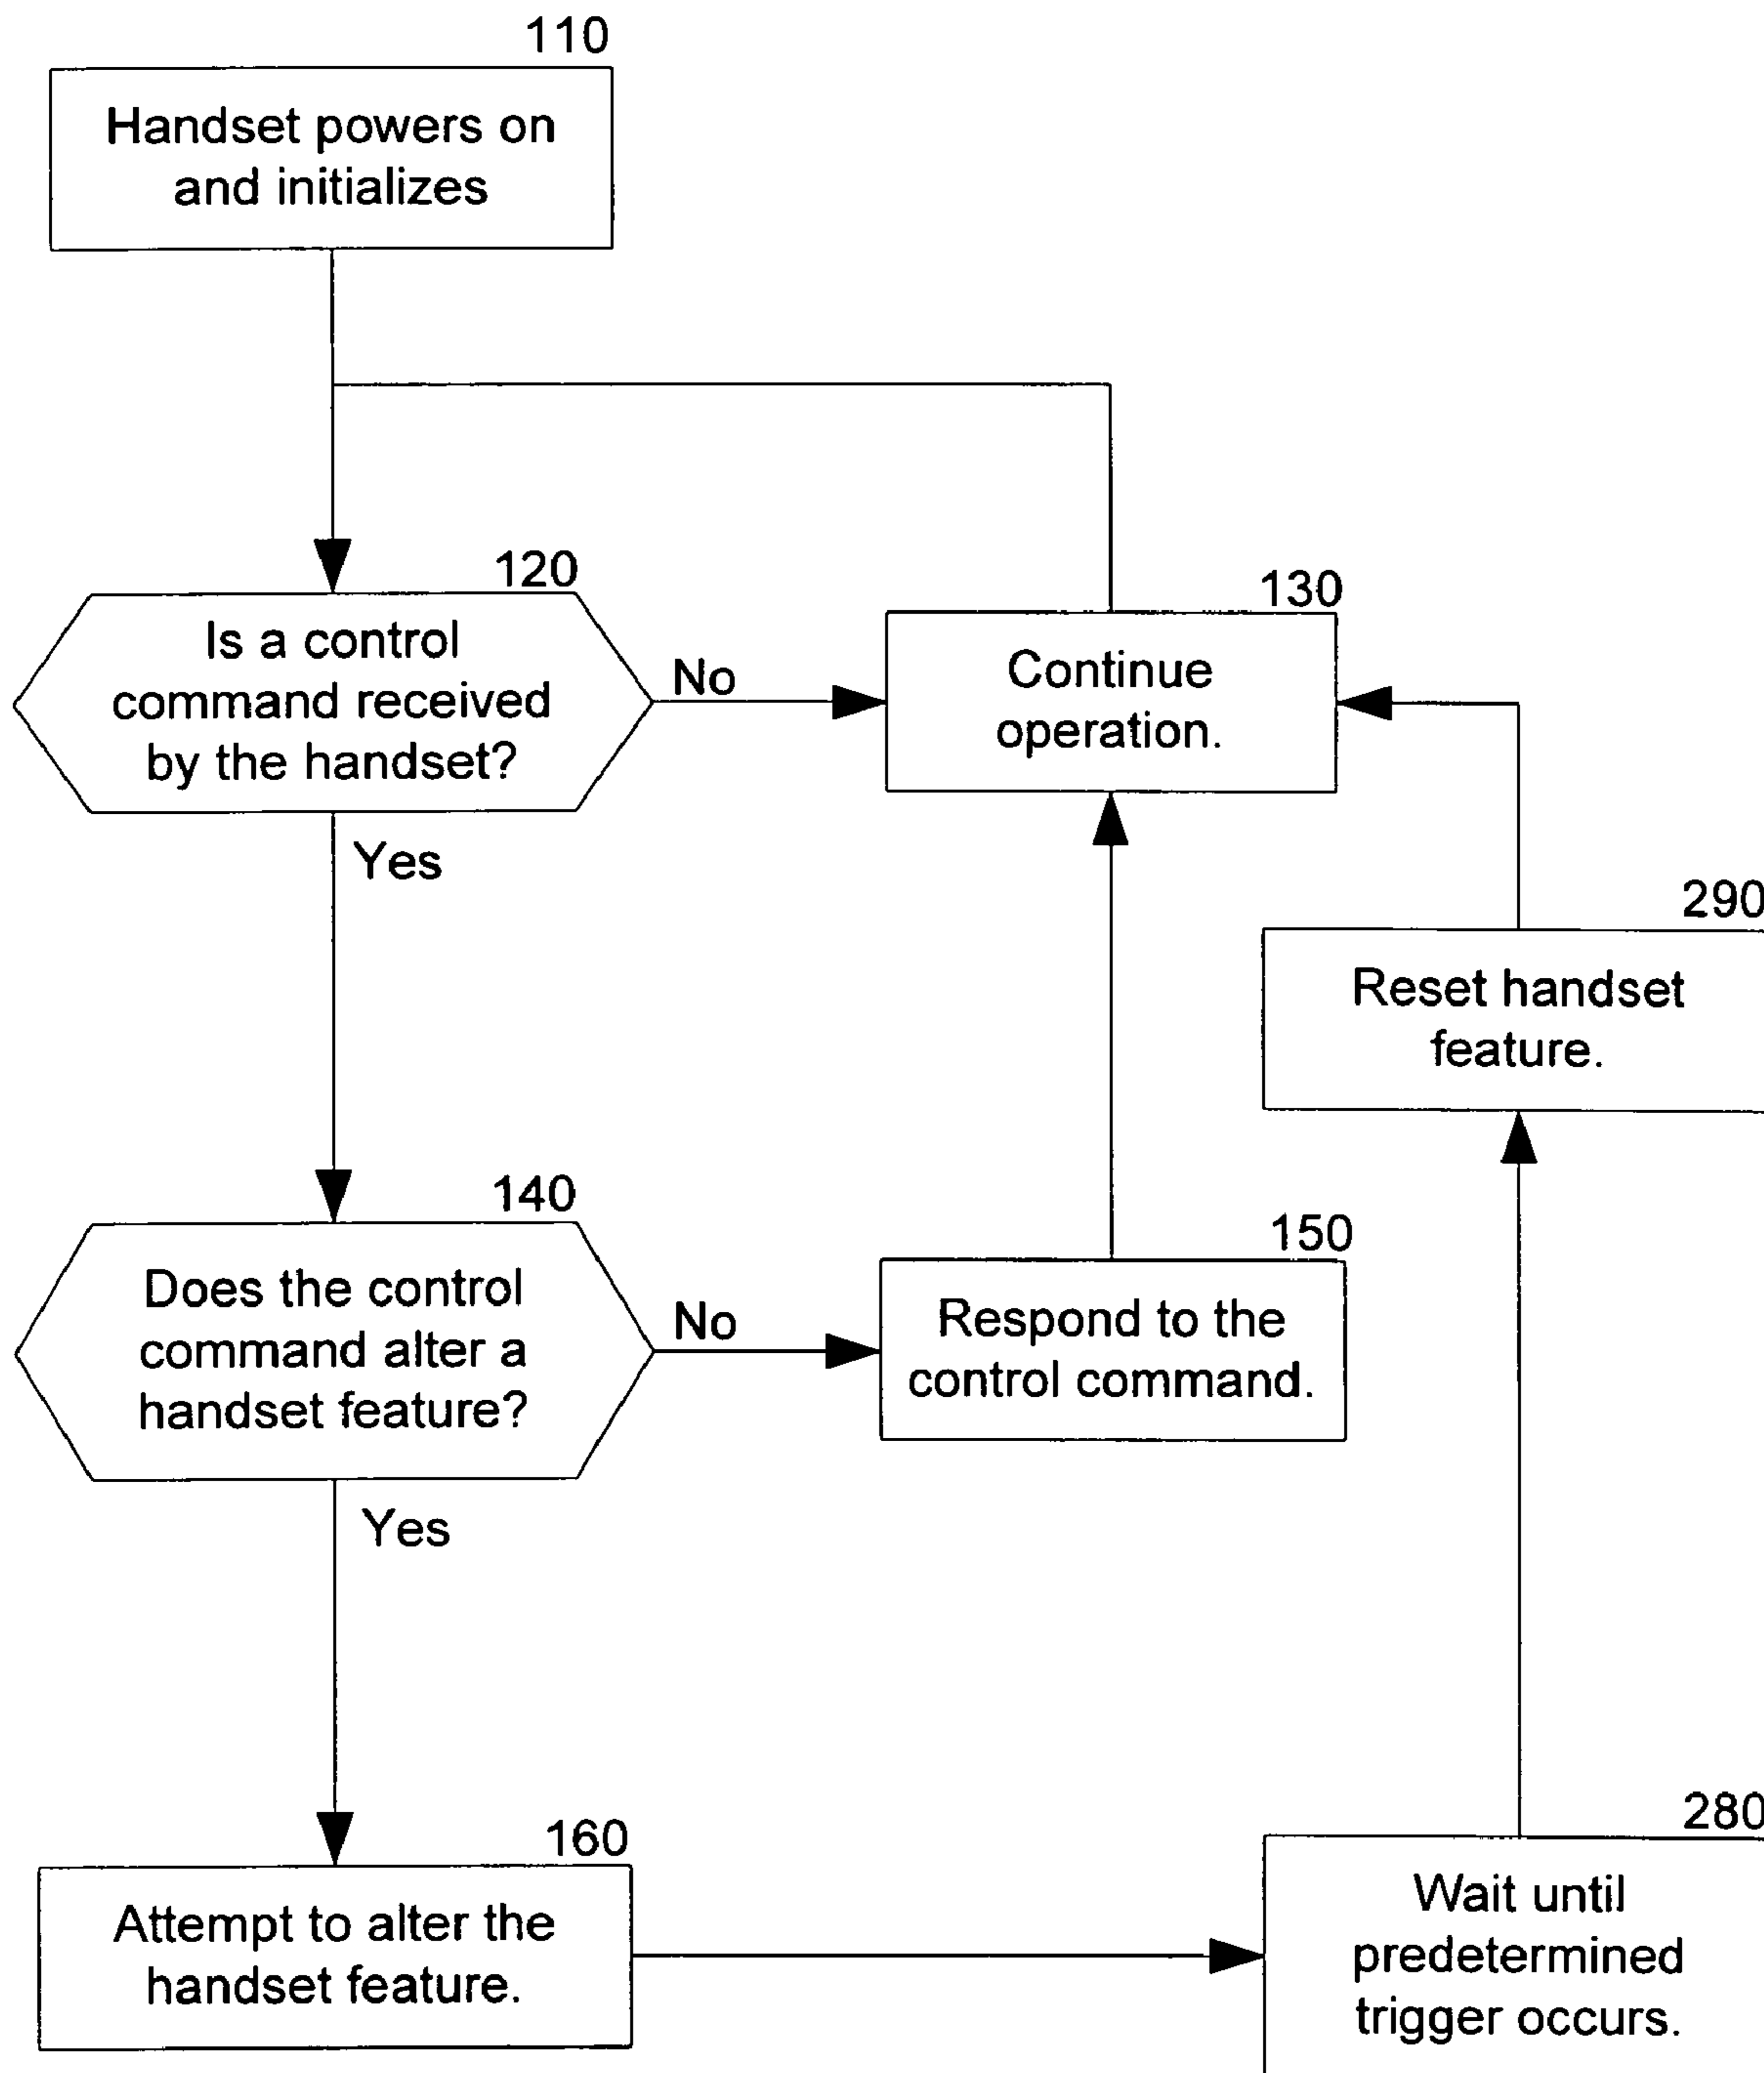 110
Handset powers on
and initializes
120
Is a control
command received
by the handset?
No
130
Continue
operation.
Yes
290
Reset handset
feature.
140
Does the control
command alter a
handset feature?
No
150
Respond to the
control command.
Yes
160
Attempt to alter the
handset feature.
280
Wait until
predetermined
trigger occurs.